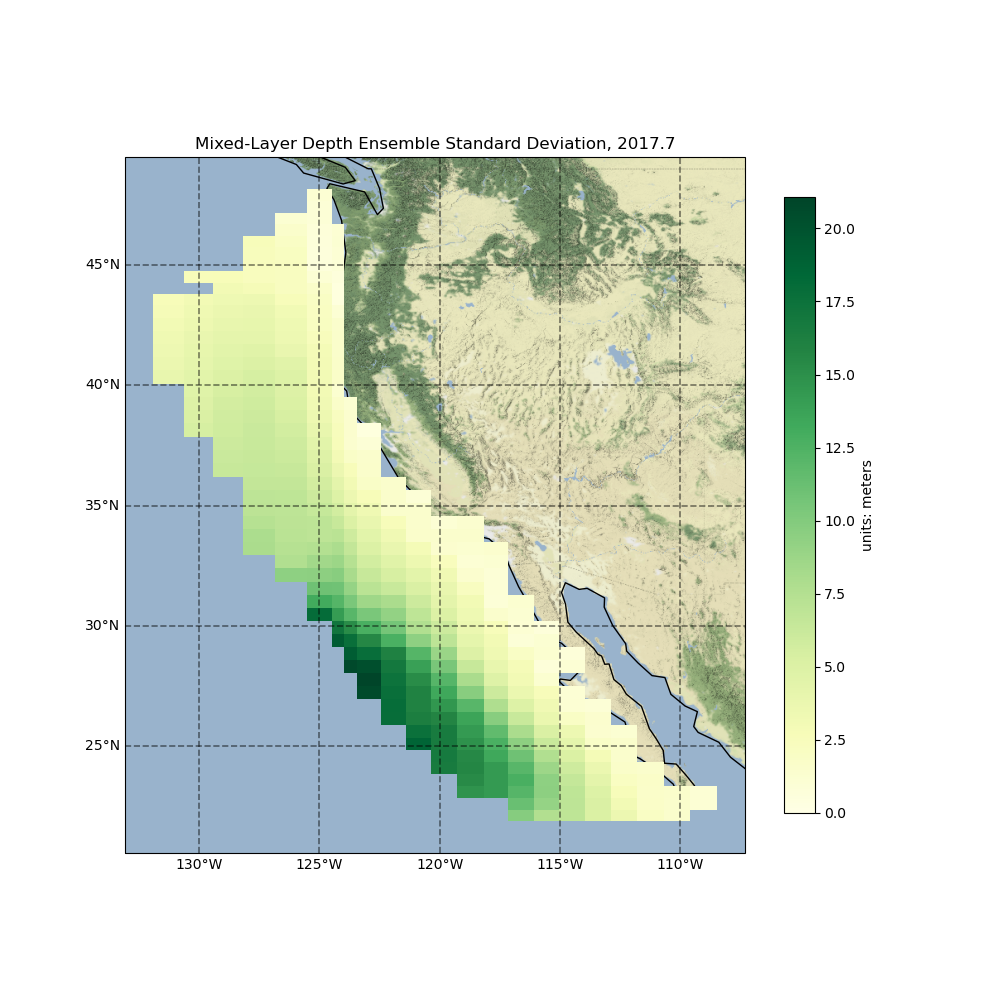 Mixed-Layer Depth Ensemble Standard Deviation, 2017.7
45°N
40°N
35°N
30°N
25°N
130°W
125°W
120°W
115°W
110°W
20.0
17.5
15.0
12.5
10.0
7.5
5.0
2.5
0.0
units: meters